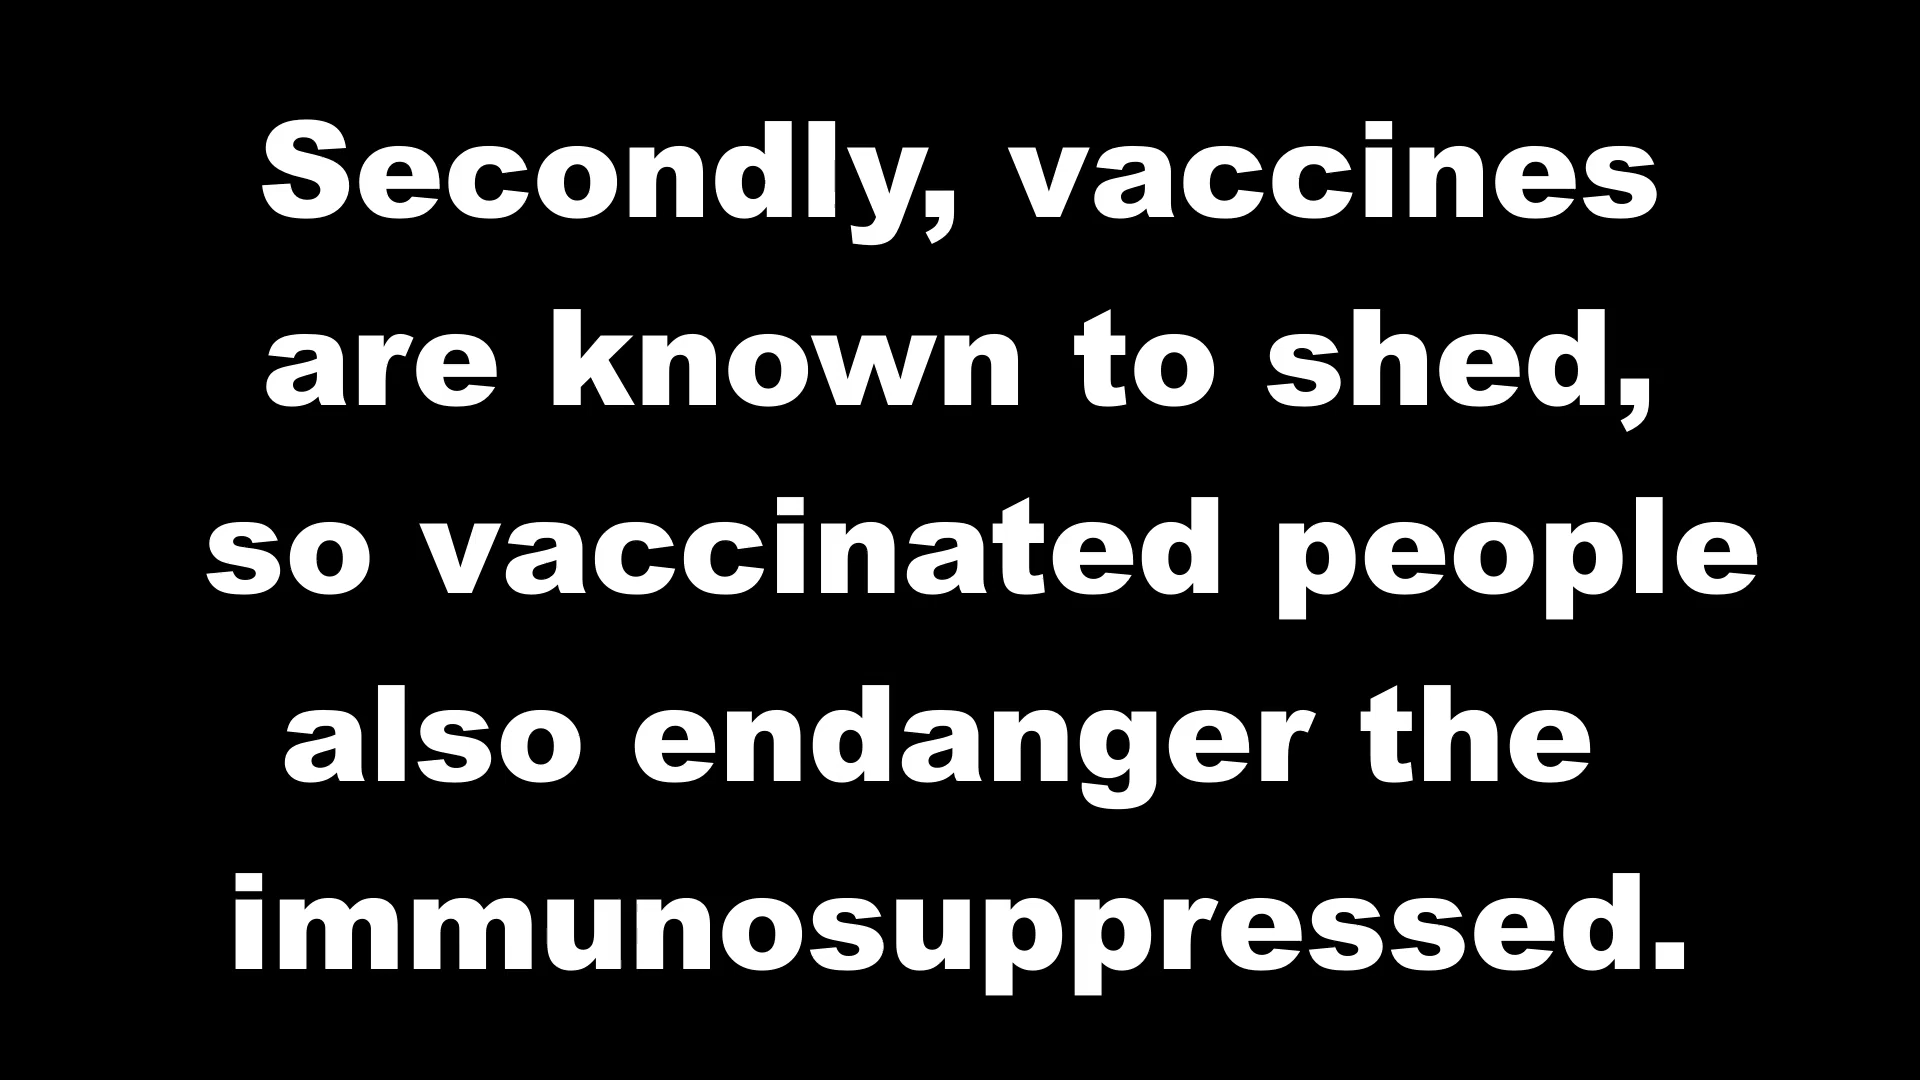 Secondly, vaccines
are known to shed,
so vaccinated people
also endanger the
immunosuppressed.